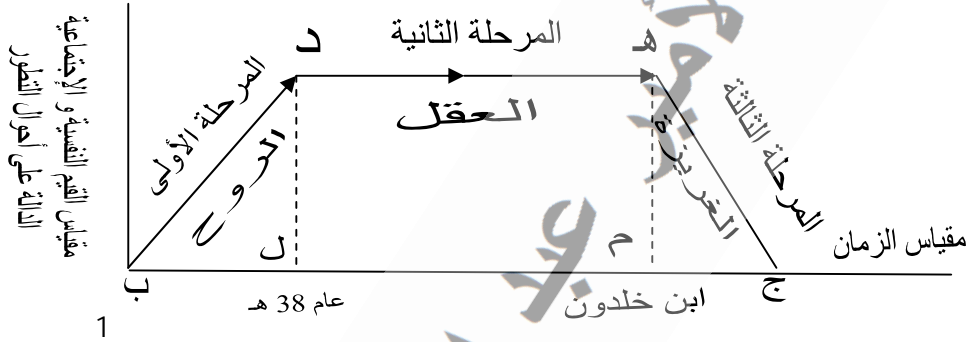 مقياس القيم النفسية و الإجتماعية
الدالة على أحوال التطور
المرحلة الأولى
الروح
د
المرحلة الثانية
العقل
هـ
المرحلة الثالثة
الغريزة
مقياس الزمان
ب
ل
م
ج
عام 38 هـ
ابن خلدون
1